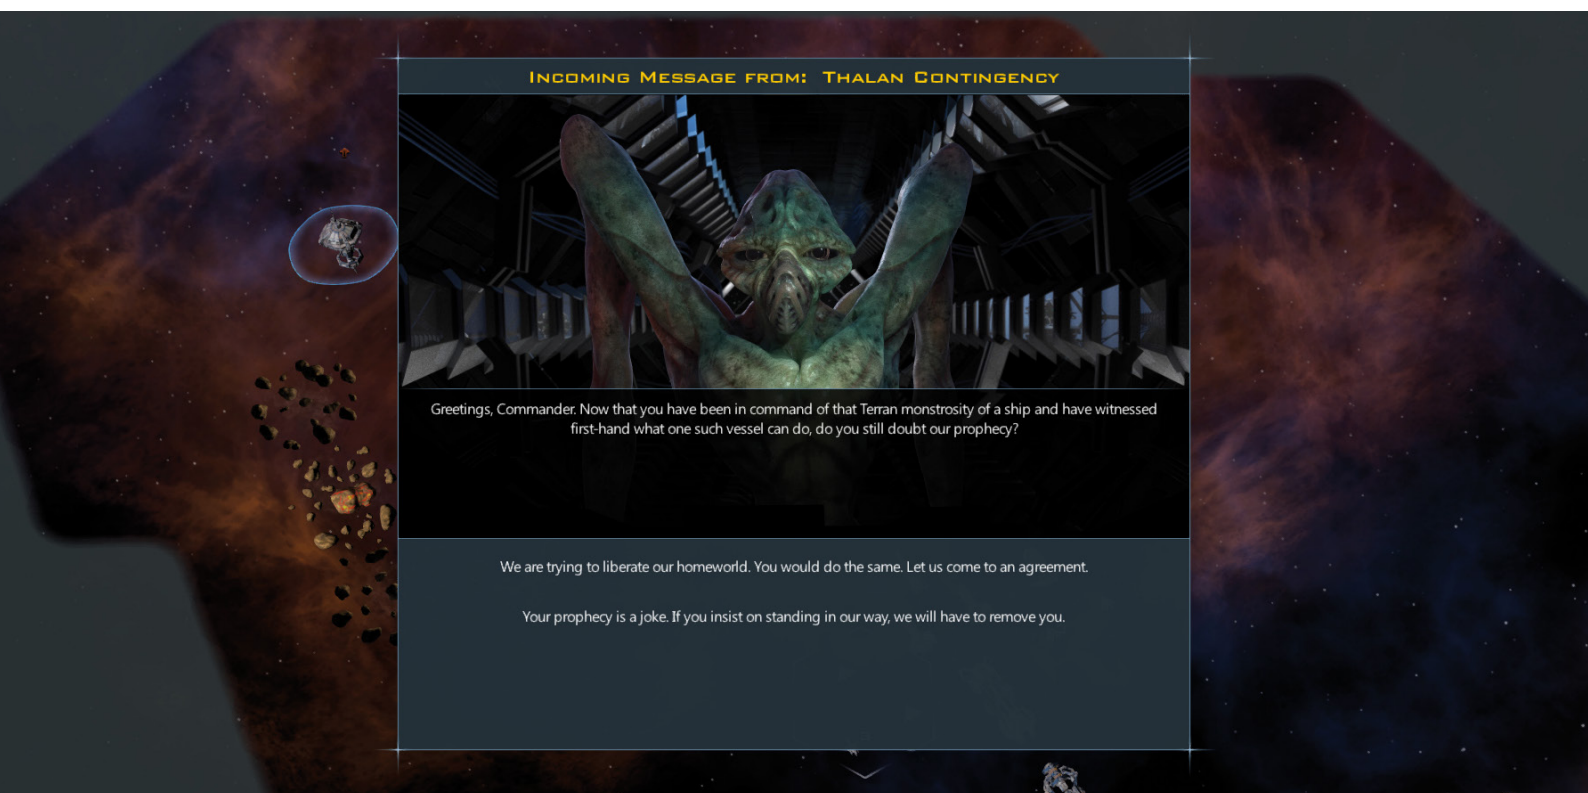 Incoming Message from: Thalan Contingency
Greetings, Commander. Now that you have been in command of that Terran monstrosity of a ship and have witnessed
first-hand what one such vessel can do, do you still doubt our prophecy?
We are trying to liberate our homeworld. You would do the same. Let us come to an agreement.
Your prophecy is a joke. If you insist on standing in our way, we will have to remove you.